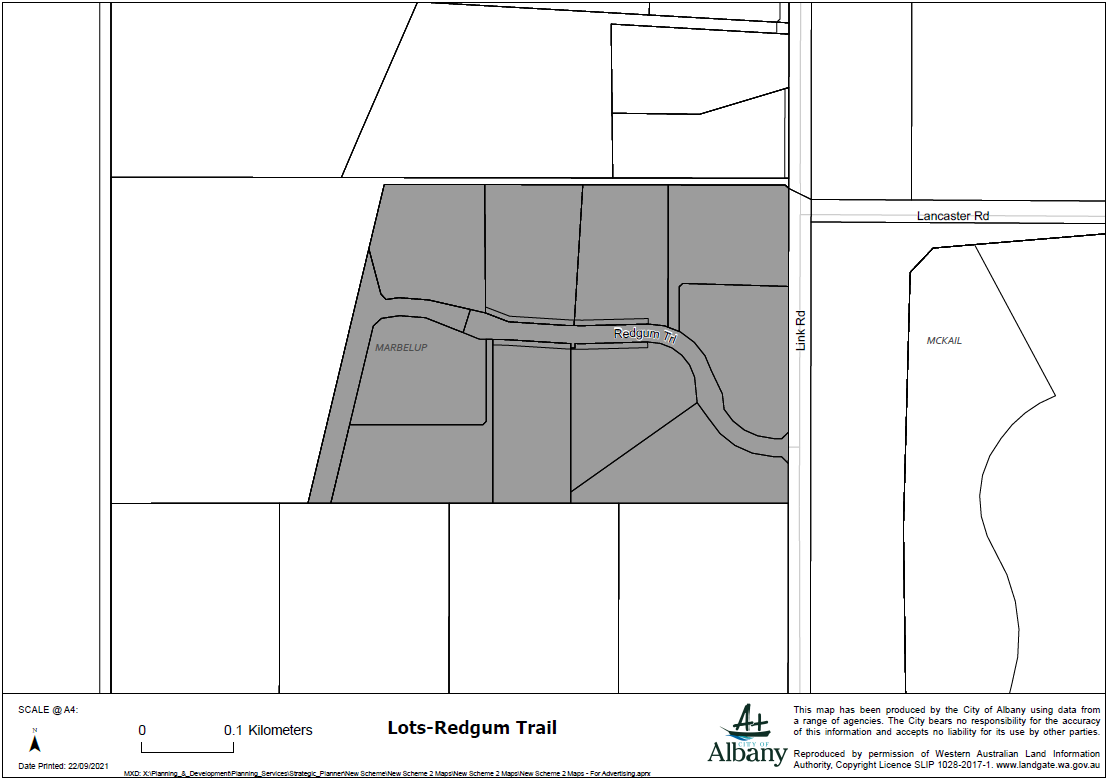 Lancaster Rd
Link Rd
Redgum Trl
MARBELUP
MCKAIL
SCALE @ A4:
N
0 0.1 Kilometers
Date Printed: 22/09/2021
MXD: X:\Planning_&_Development\Planning_Services\Strategic_Planner\New Scheme\New Scheme 2 Maps\New Scheme 2 Maps\New Scheme 2 Maps - For Advertising.aprx
Lots-Redgum Trail
CITY OF
Albany
This map has been produced by the City of Albany using data from
a range of agencies. The City bears no responsibility for the accuracy
of this information and accepts no liability for its use by other parties.
Reproduced by permission of Western Australian Land Information
Authority, Copyright Licence SLIP 1028-2017-1. www.landgate.wa.gov.au